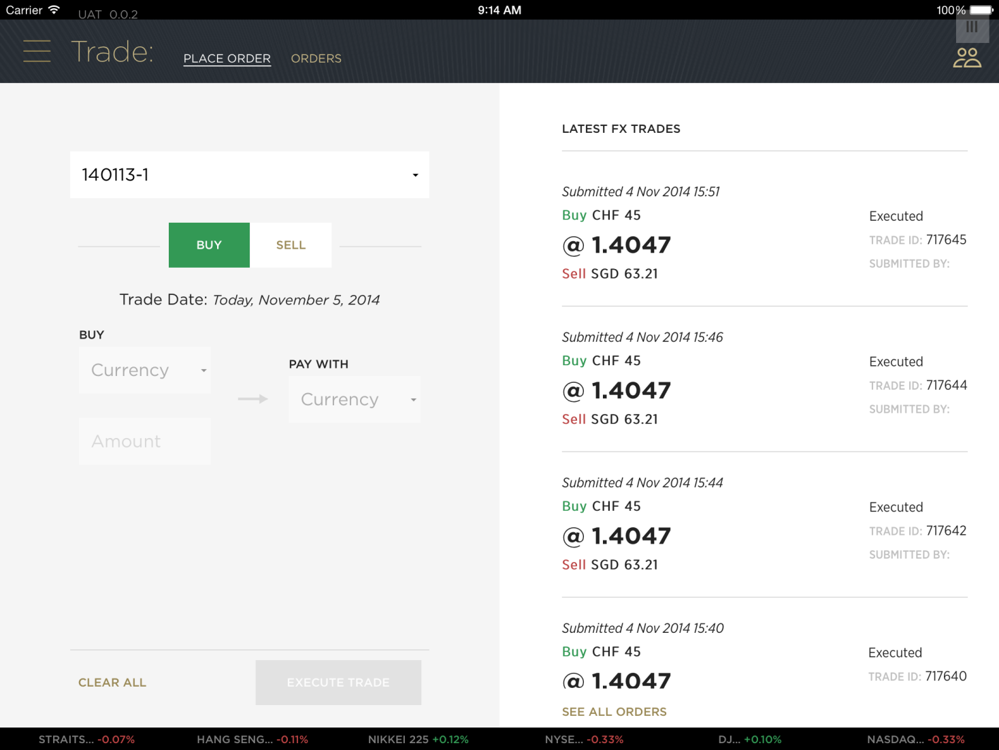 Carrier
UAT 0.0.2
9:14 AM
100%
Trade:
PLACE ORDER
ORDERS
140113-1
BUY
SELL
Trade Date: Today, November 5, 2014
BUY
Currency
Amount
PAY WITH
Currency
CLEAR ALL
EXECUTE TRADE
LATEST FX TRADES
Submitted 4 Nov 2014 15:51
Buy CHF 45
@ 1.4047
Sell SGD 63.21
Executed
TRADE ID: 717645
SUBMITTED BY:
Submitted 4 Nov 2014 15:46
Buy CHF 45
@ 1.4047
Sell SGD 63.21
Executed
TRADE ID: 717644
SUBMITTED BY:
Submitted 4 Nov 2014 15:44
Buy CHF 45
@ 1.4047
Sell SGD 63.21
Executed
TRADE ID: 717642
SUBMITTED BY:
Submitted 4 Nov 2014 15:40
Buy CHF 45
@ 1.4047
Executed
TRADE ID: 717640
SEE ALL ORDERS
STRAITS... -0.07%
HANG SENG... -0.11%
NIKKEI 225 +0.12%
NYSE... -0.33%
DJ... +0.10%
NASDAQ... -0.33%